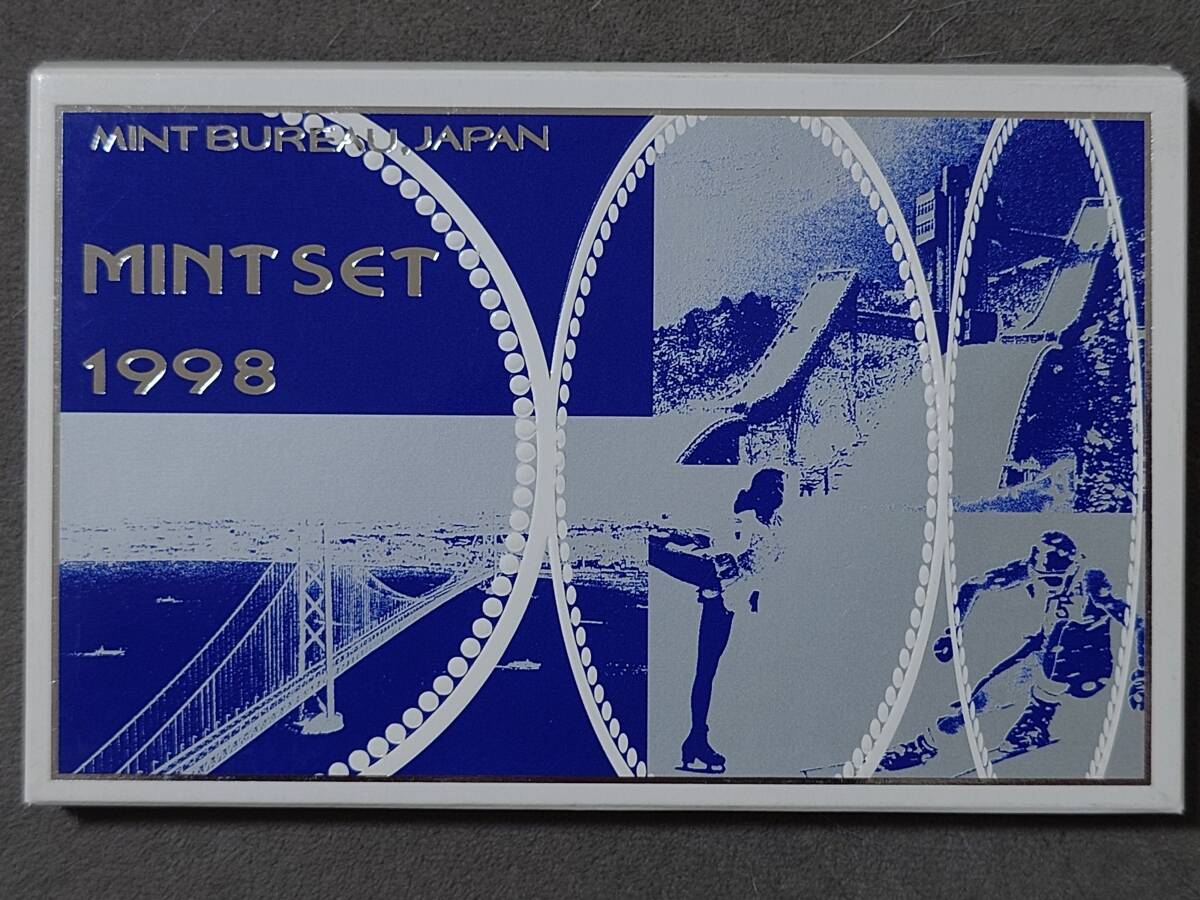 MINT BUREAU, JAPAN
MINT SET
1998